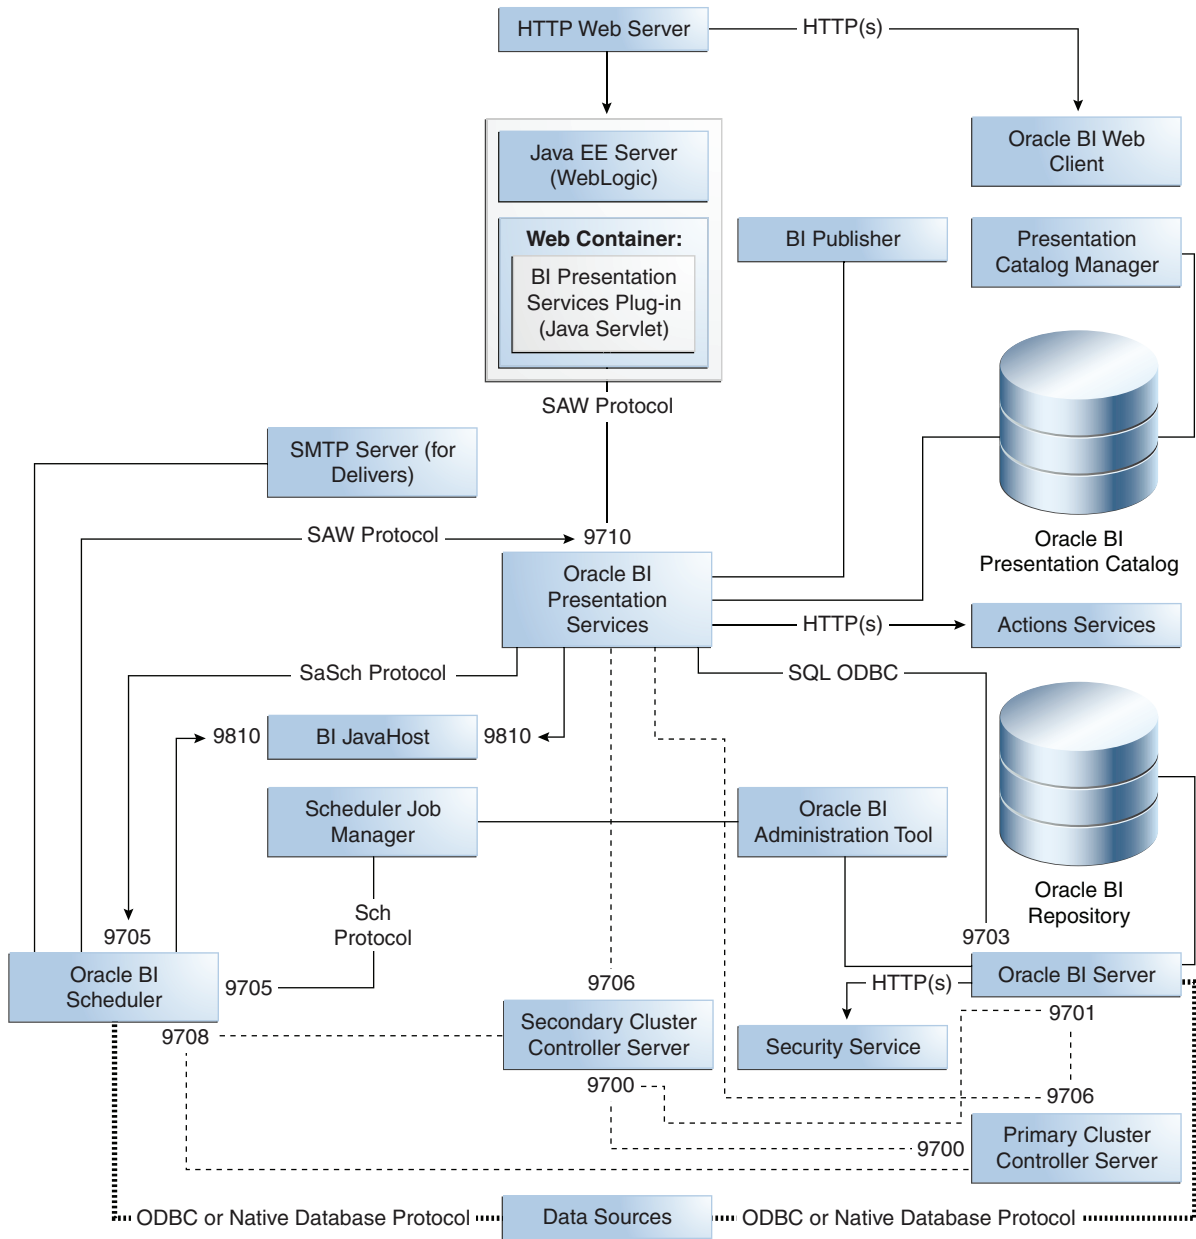 HTTP Web Server
HTTP(s)
Java EE Server
(WebLogic)
Oracle BI Web
Client
Web Container:
BI Presentation
Services Plug-in
(Java Servlet)
BI Publisher
Presentation
Catalog Manager
SAW Protocol
SMTP Server (for
Delivers)
SAW Protocol
9710
Oracle BI
Presentation Catalog
Oracle BI
Presentation
Services
HTTP(s)
Actions Services
SaSch Protocol
SQL ODBC
9810
BI JavaHost
9810
Scheduler Job
Manager
Oracle BI
Administration Tool
Oracle BI
Repository
Sch
Protocol
9705
9703
Oracle BI
Scheduler
9705
9706
HTTP(s)
Oracle BI Server
9708
Secondary Cluster
Controller Server
Security Service
9701
9700
9706
9700
Primary Cluster
Controller Server
ODBC or Native Database Protocol
Data Sources
ODBC or Native Database Protocol